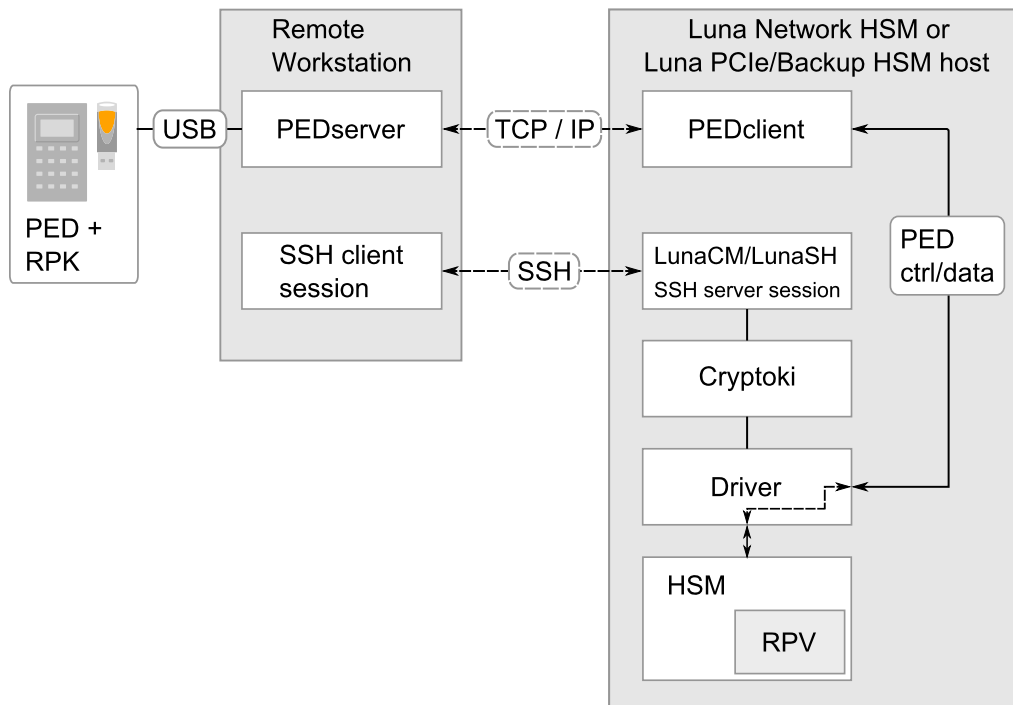 Remote
Workstation
Luna Network HSM or
Luna PCIe/Backup HSM host
USB
PEDserver
TCP / IP
PEDclient
PED +
RPK
SSH client
session
SSH
LunaCM/LunaSH
SSH server session
PED
ctrl/data
Cryptoki
Driver
HSM
RPV